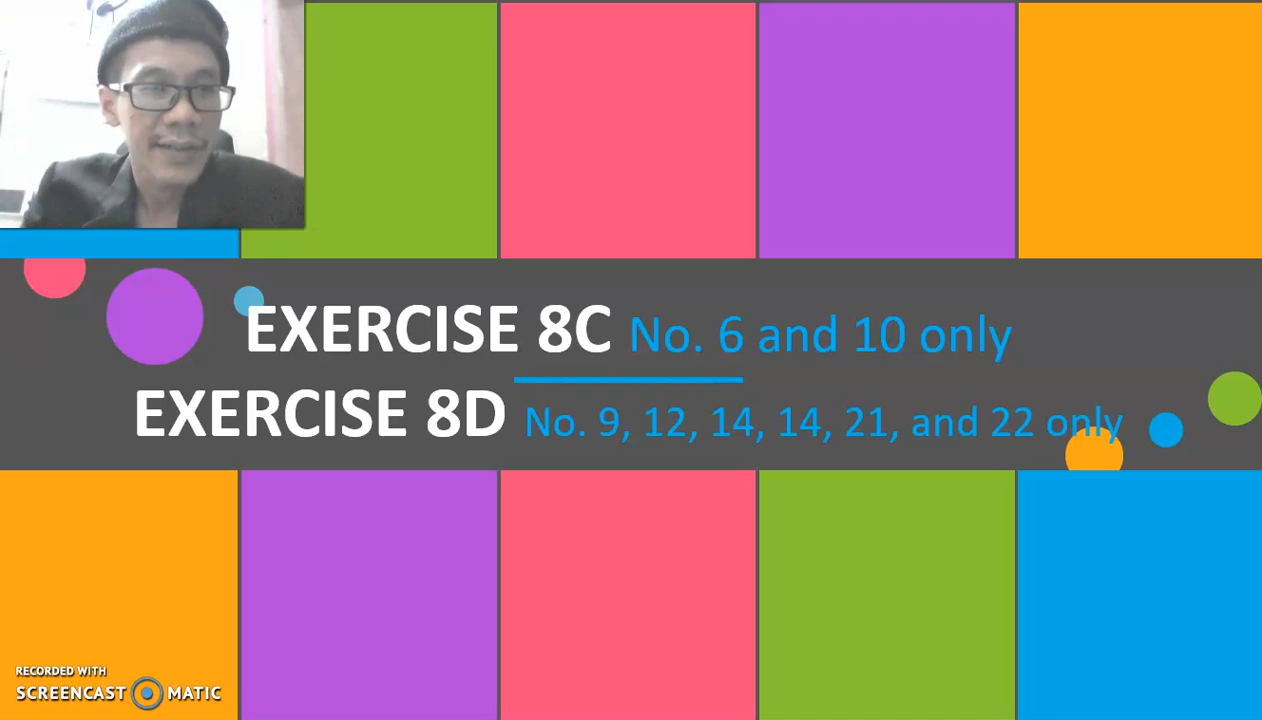 EXERCISE 8C No. 6 and 10 only
EXERCISE 8D No. 9, 12, 14, 14, 21, and 22 only
RECORDED WITH
SCREENCAST MATIC